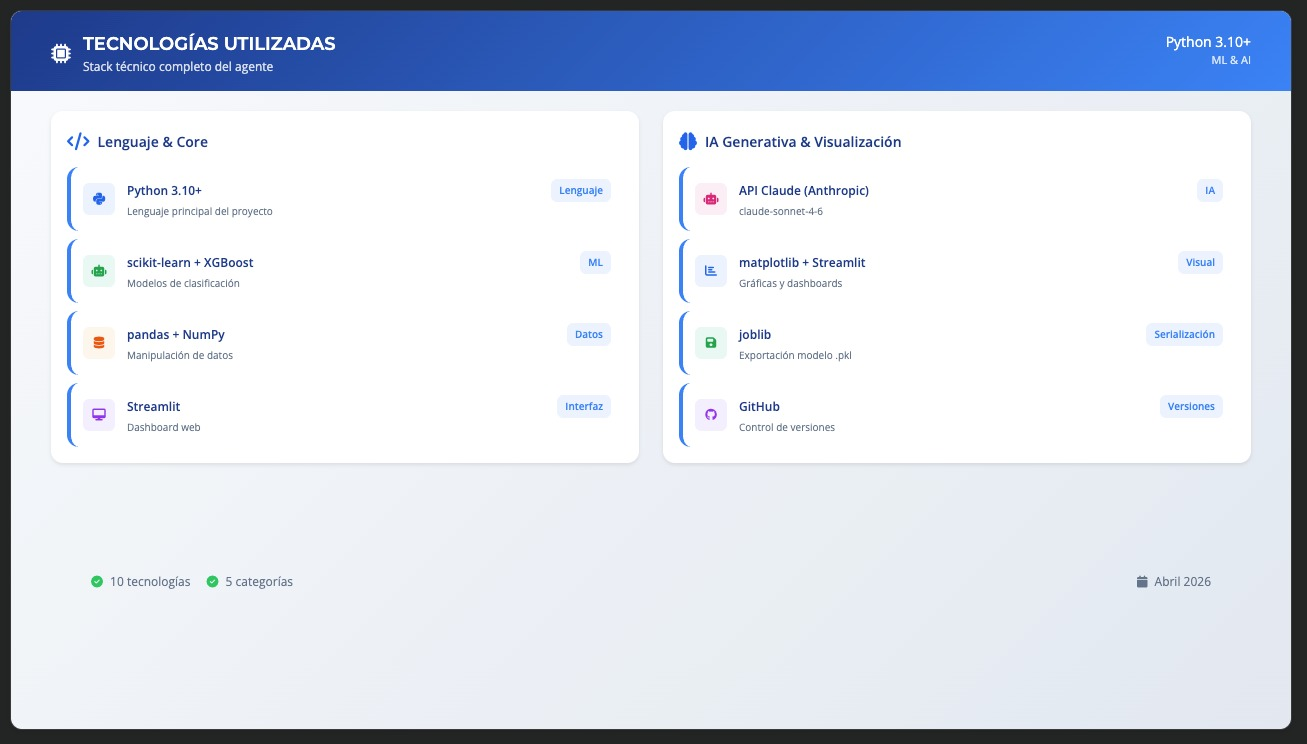 TECNOLOGÍAS UTILIZADAS
Stack técnico completo del agente
Python 3.10+
ML & AI
Lenguaje & Core
Python 3.10+
Lenguaje
Lenguaje principal del proyecto
scikit-learn + XGBoost
ML
Modelos de clasificación
pandas + NumPy
Datos
Manipulación de datos
Streamlit
Interfaz
Dashboard web
IA Generativa & Visualización
API Claude (Anthropic)
IA
claude-sonnet-4-6
matplotlib + Streamlit
Visual
Gráficas y dashboards
joblib
Serialización
Exportación modelo .pkl
GitHub
Versiones
Control de versiones
10 tecnologías
5 categorías
Abril 2026